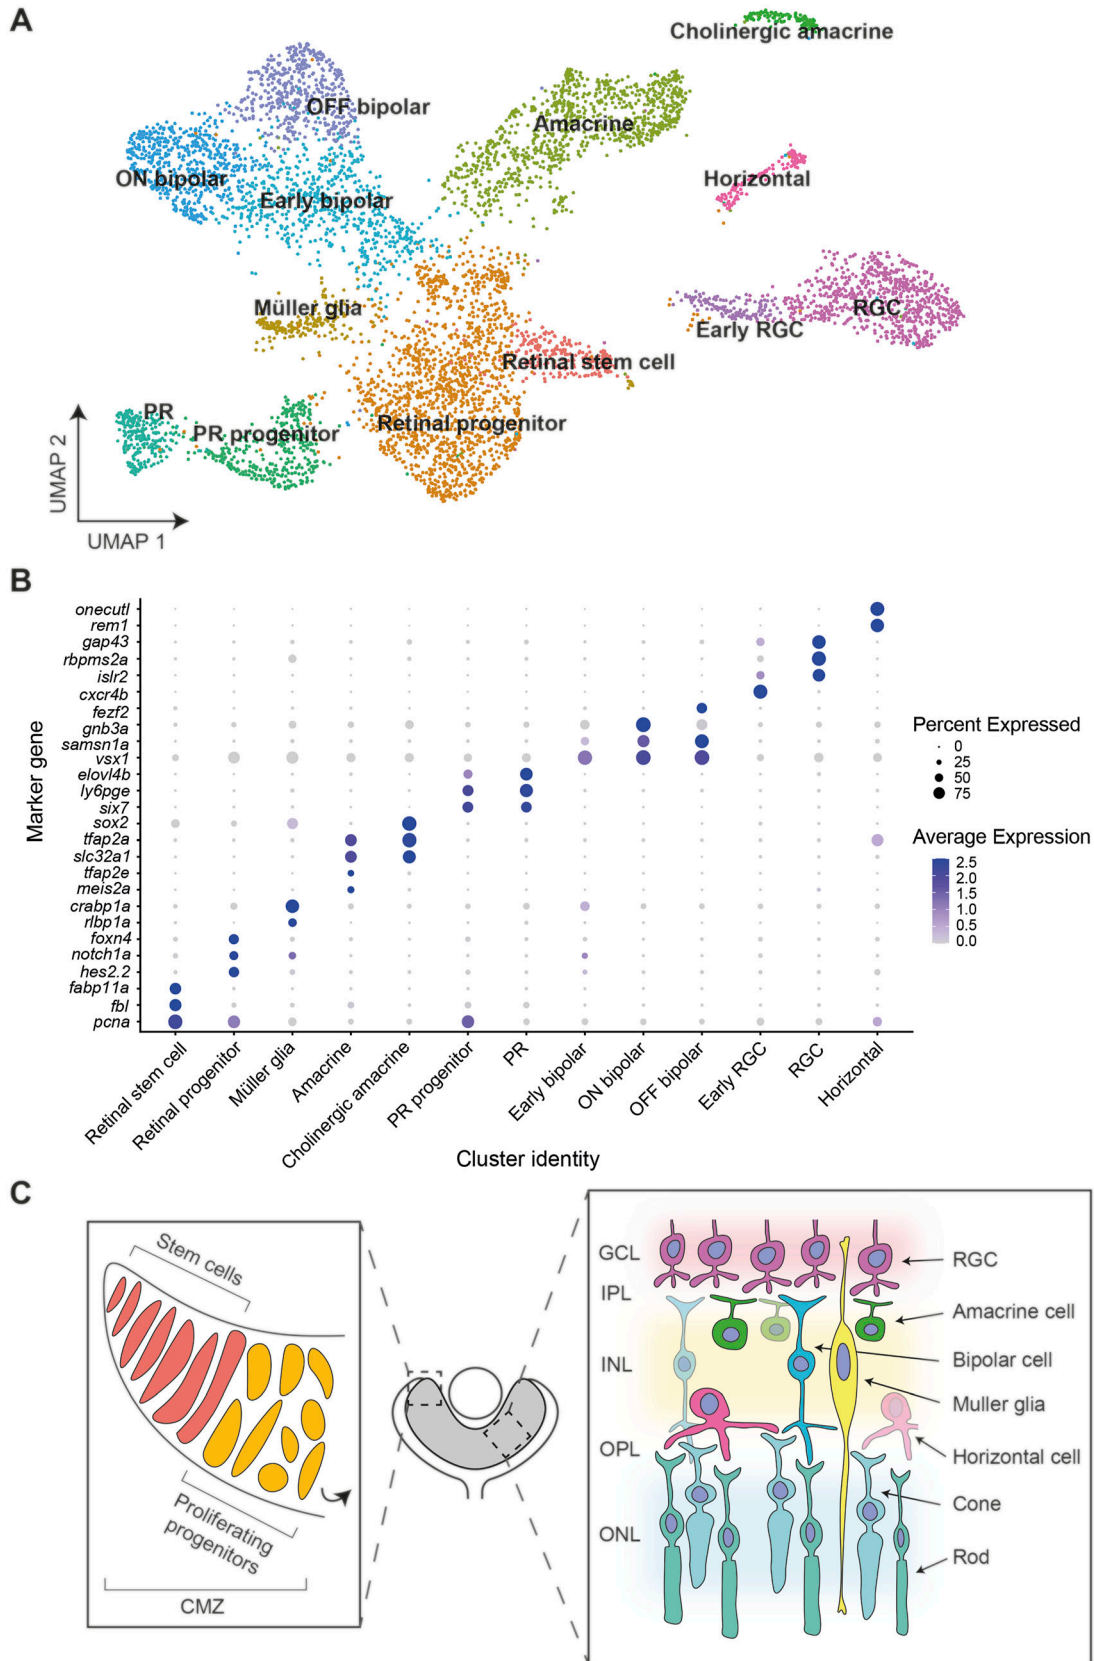 A
Cholinergic amacrine
OFF bipolar
Amacrine
ON bipolar
Horizontal
Early bipolar
Müller glia
RGC
Early RGC
Retinal stem cell
PR
Retinal progenitor
PR progenitor
UMAP 2
UMAP 1
B
Marker gene
onecutl
rem1
gap43
rbpms2a
islr2
cxcr4b
fezf2
gnb3a
samsn1a
vsx1
elovl4b
ly6pge
six7
sox2
tfap2a
slc32a1
tfap2e
meis2a
crabp1a
rlbp1a
foxn4
notch1a
hes2.2
fabp11a
fbl
pcna
Percent Expressed
0
25
50
75
Average Expression
2.5
2.0
1.5
1.0
0.5
0.0
Retinal stem cell
Retinal progenitor
Müller glia
Amacrine
Cholinergic amacrine
PR progenitor
PR
Early bipolar
ON bipolar
OFF bipolar
Early RGC
RGC
Horizontal
Cluster identity
C
Stem cells
Proliferating
progenitors
CMZ
GCL
IPL
INL
OPL
ONL
RGC
Amacrine cell
Bipolar cell
Muller glia
Horizontal cell
Cone
Rod